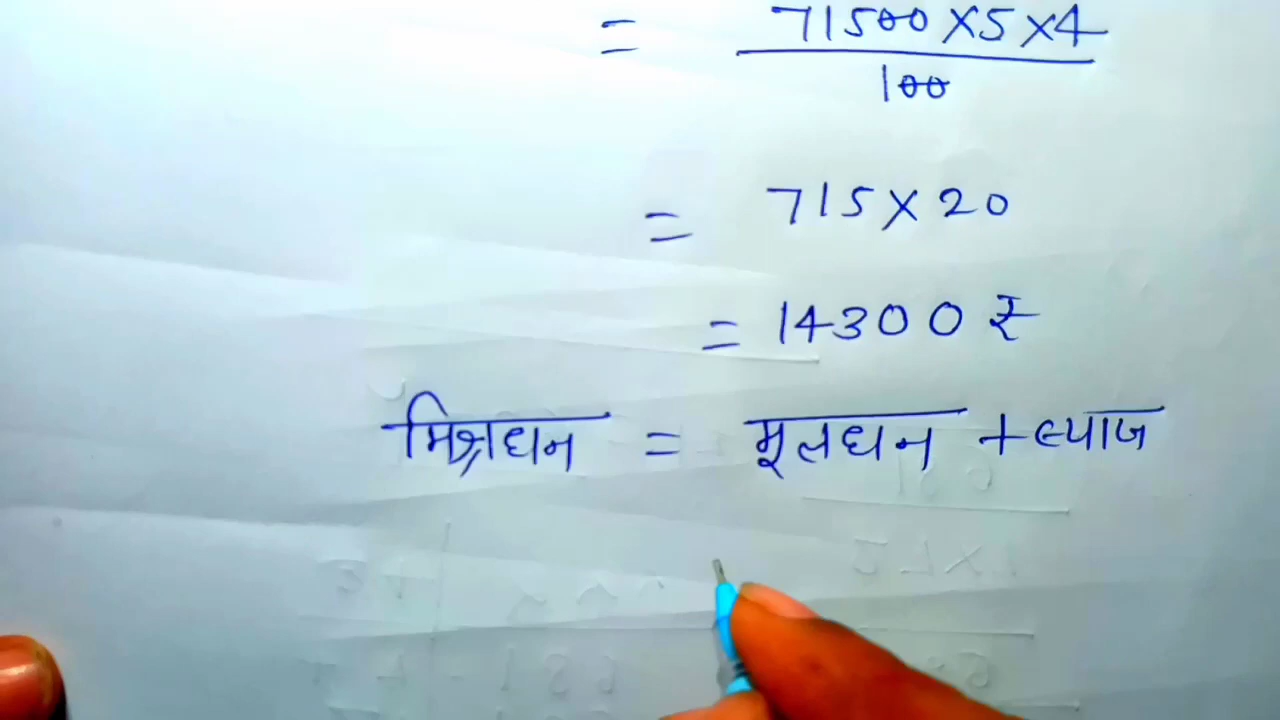 = 71500×5×4
100
= 715×20
= 14300 ₹
मिश्रधन = मूलधन + ब्याज